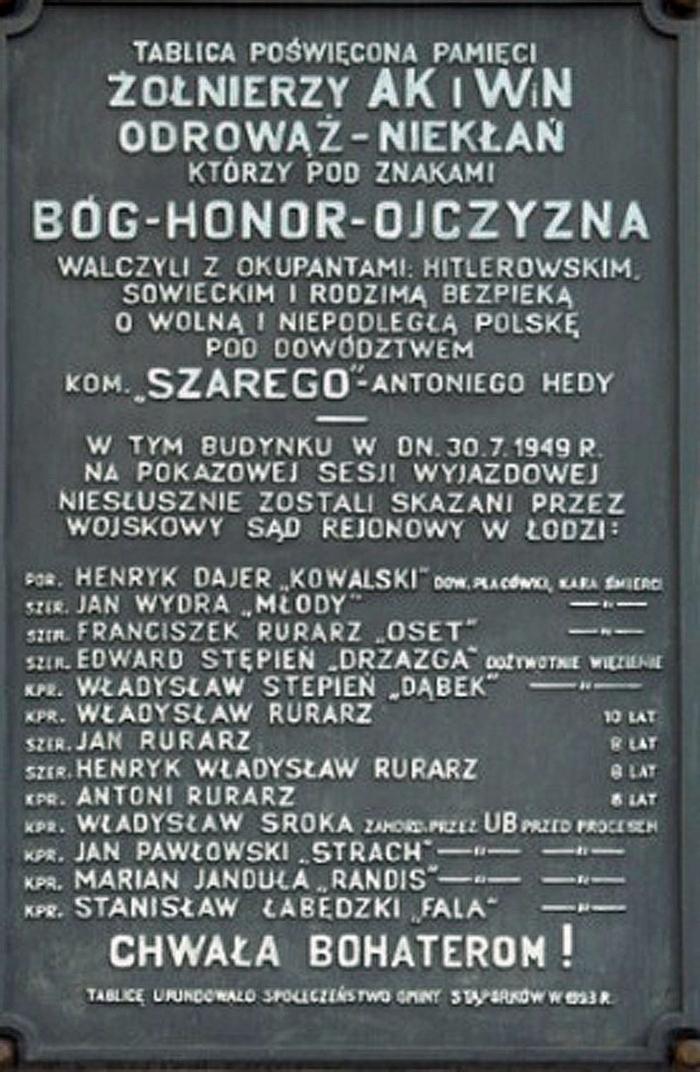 TABLICA POŚWIĘCONA PAMIĘCI
ŻOŁNIERZY AK I WiN
ODROWĄŻ-NIEKŁAŃ
KTÓRZY POD ZNAKAMI
BÓG-HONOR-OJCZYZNA
WALCZYLI Z OKUPANTAMI: HITLEROWSKIM,
SOWIECKIM I RODZIMĄ BEZPIEKĄ
O WOLNĄ I NIEPODLEGŁĄ POLSKĘ
POD DOWÓDZTWEM
KOM. „SZAREGO”-ANTONIEGO HEDY
W TYM BUDYNKU W DN. 30.7.1949 R.
NA POKAZOWEJ SESJI WYJAZDOWEJ
NIESŁUSZNIE ZOSTALI SKAZANI PRZEZ
WOJSKOWY SĄD REJONOWY W ŁODZI:
POR. HENRYK DAJER „KOWALSKI” DOW. PLACÓWKI, KARA ŚMIERCI
SZER. JAN WYDRA „MŁODY” —〃—
SZER. FRANCISZEK RURARZ „OSET” —〃—
SZER. EDWARD STĘPIEŃ „DRZAZGA” DOŻYWOTNIE WIĘZIENIE
KPR. WŁADYSŁAW STEPIEŃ „DĄBEK” —〃—
KPR. WŁADYSŁAW RURARZ 10 LAT
SZER. JAN RURARZ LAT
SZER. HENRYK WŁADYSŁAW RURARZ LAT
KPR. ANTONI RURARZ LAT
KPR. WŁADYSŁAW SROKA ZAMORD. PRZEZ UB PRZED PROCESEM
KPR. JAN PAWŁOWSKI „STRACH” —〃— —〃—
KPR. MARIAN JANDUŁA „RANDIS” —〃— —〃—
KPR. STANISŁAW ŁABĘDZKI „FALA” —〃—
CHWAŁA BOHATEROM!
TABLICĘ UFUNDOWAŁO SPOŁECZEŃSTWO GMINY STĄPORKÓW W 1993 R.